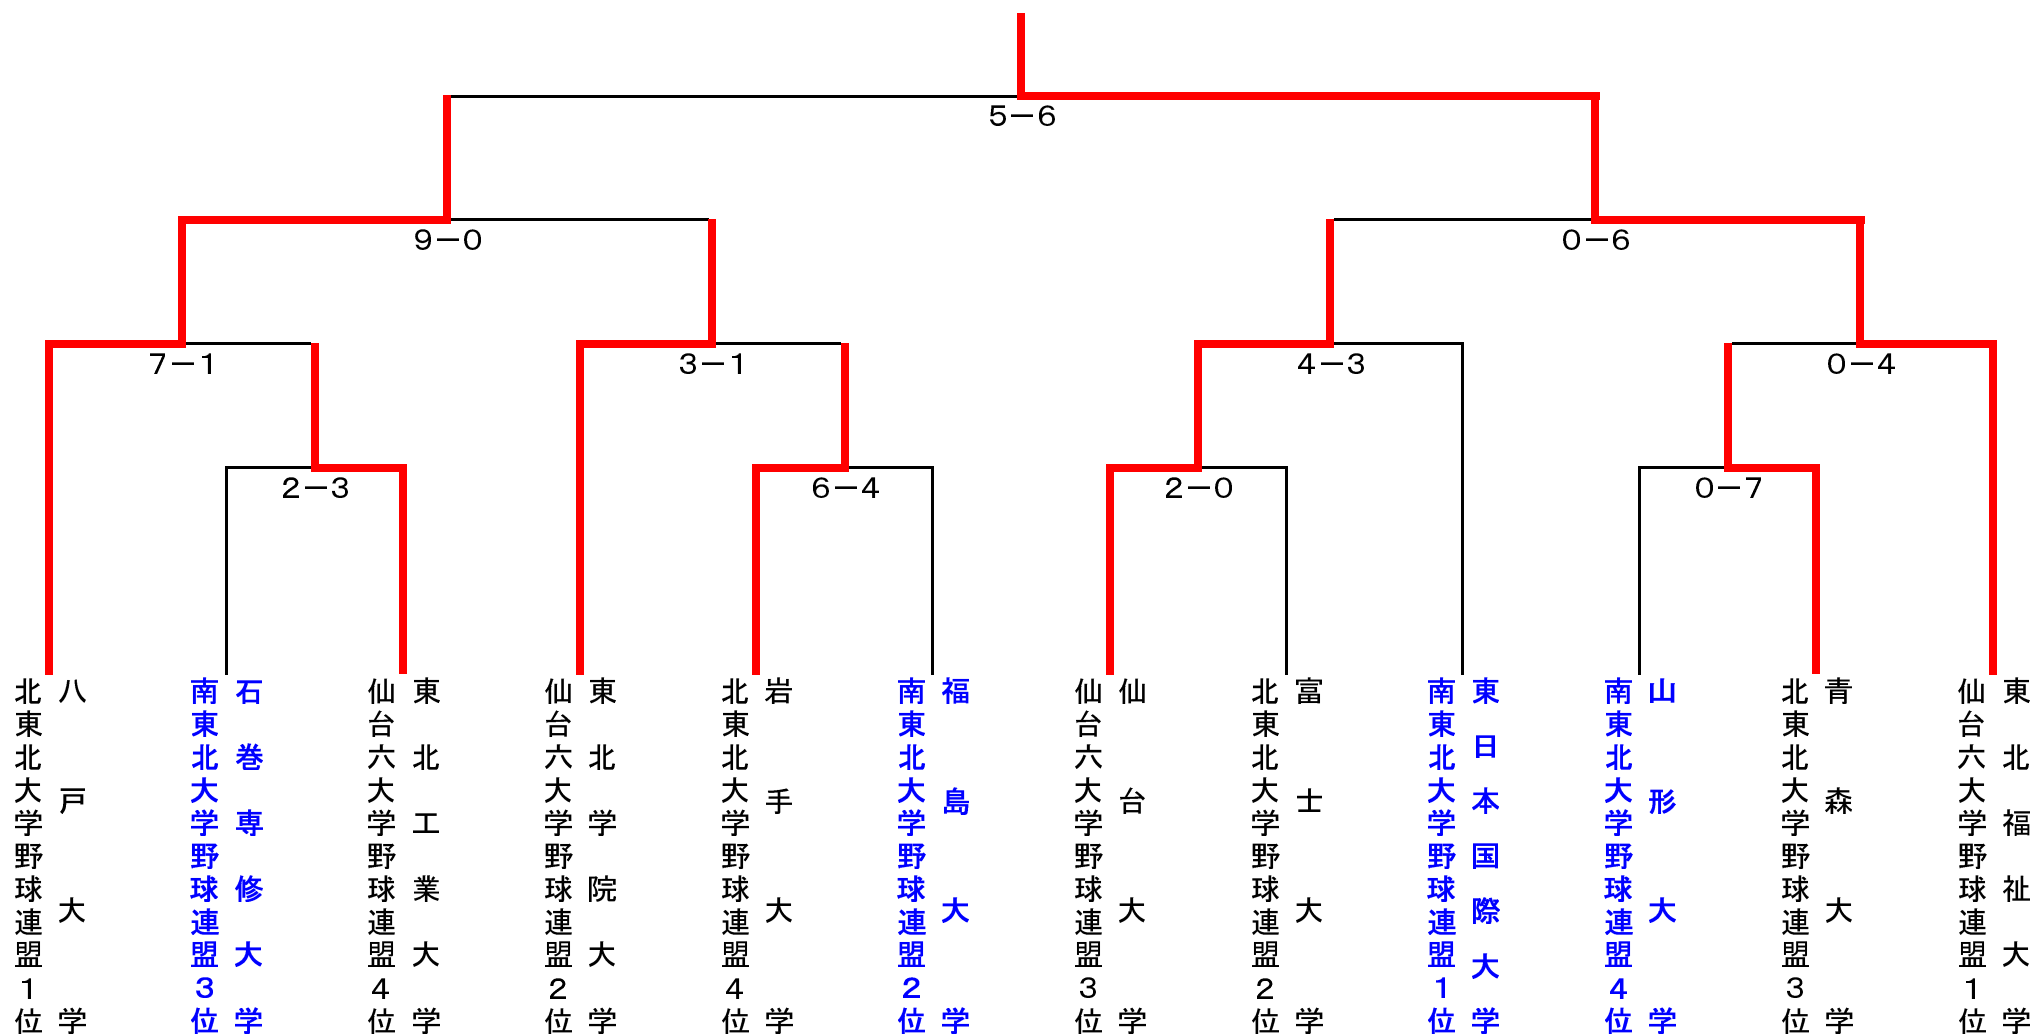 5－6
9－0
0－6
7－1
3－1
4－3
0－4
2－3
6－4
2－0
0－7
八戸大学
北東北大学野球連盟1位
石巻専修大学
南東北大学野球連盟3位
東北工業大学
仙台六大学野球連盟4位
東北学院大学
仙台六大学野球連盟2位
岩手大学
北東北大学野球連盟4位
福島大学
南東北大学野球連盟2位
仙台大学
仙台六大学野球連盟3位
富士大学
北東北大学野球連盟2位
東日本国際大学
南東北大学野球連盟1位
山形大学
南東北大学野球連盟4位
青森大学
北東北大学野球連盟3位
東北福祉大学
仙台六大学野球連盟1位